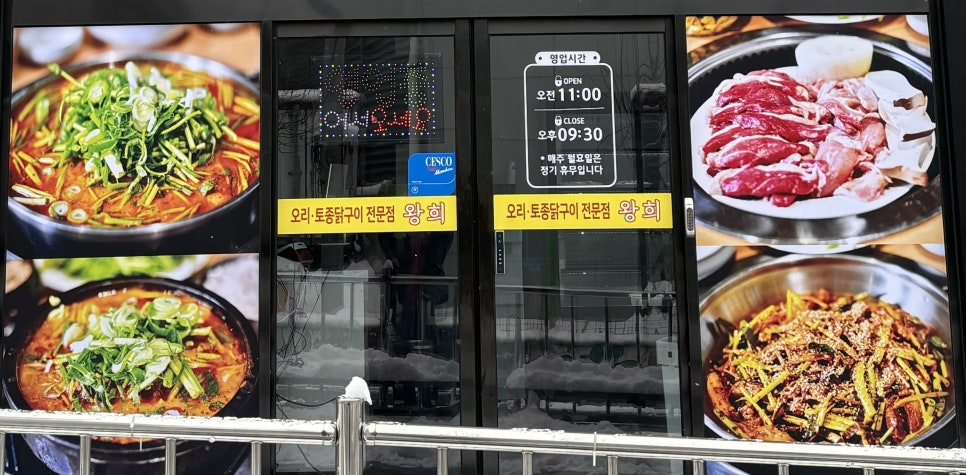 어서오세요
CESCO
Members
오리·토종닭구이 전문점 왕희
영업시간
OPEN
오전 11:00
CLOSE
오후 09:30
• 매주 월요일은
정기 휴무입니다
오리·토종닭구이 전문점 왕희